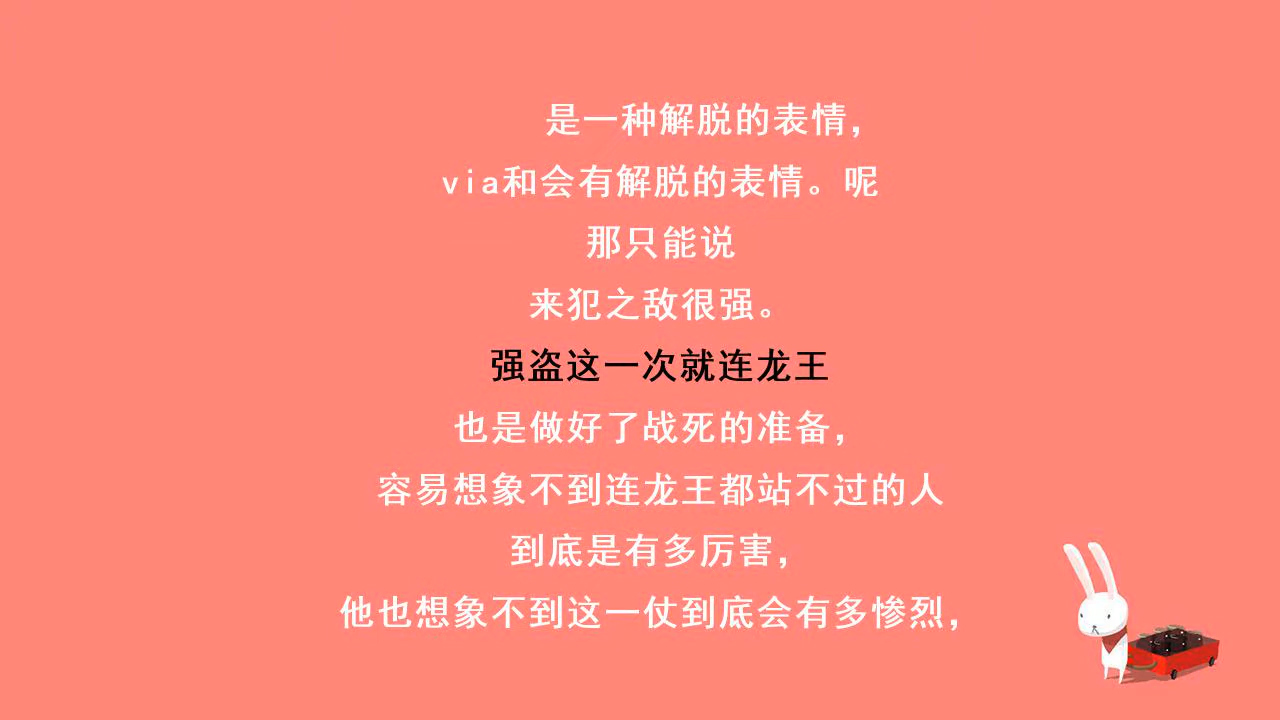 是一种解脱的表情，
via和会有解脱的表情。呢
那只能说
来犯之敌很强。
强盗这一次就连龙王
也是做好了战死的准备，
容易想象不到连龙王都站不过的人
到底是有多厉害，
他也想象不到这一仗到底会有多惨烈，